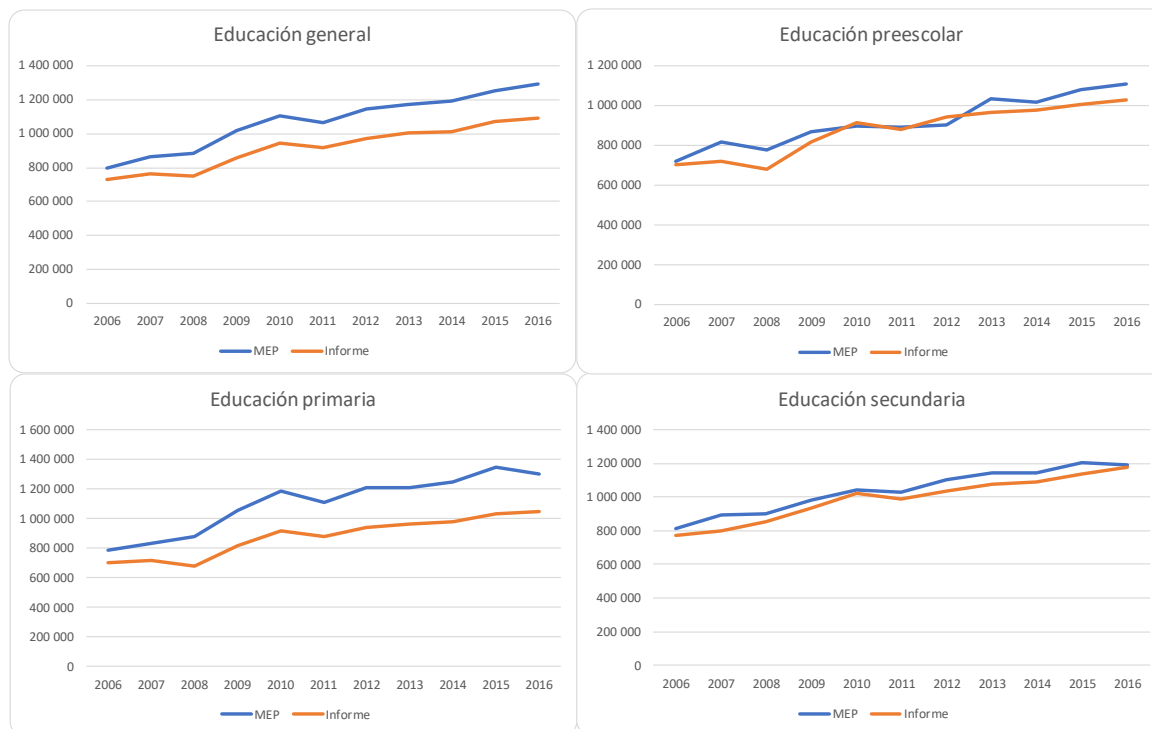 Educación general
1 400 000
1 200 000
1 000 000
800 000
600 000
400 000
200 000
0
2006 2007 2008 2009 2010 2011 2012 2013 2014 2015 2016
MEP Informe
Educación preescolar
1 200 000
1 000 000
800 000
600 000
400 000
200 000
0
2006 2007 2008 2009 2010 2011 2012 2013 2014 2015 2016
MEP Informe
Educación primaria
1 600 000
1 400 000
1 200 000
1 000 000
800 000
600 000
400 000
200 000
0
2006 2007 2008 2009 2010 2011 2012 2013 2014 2015 2016
MEP Informe
Educación secundaria
1 400 000
1 200 000
1 000 000
800 000
600 000
400 000
200 000
0
2006 2007 2008 2009 2010 2011 2012 2013 2014 2015 2016
MEP Informe